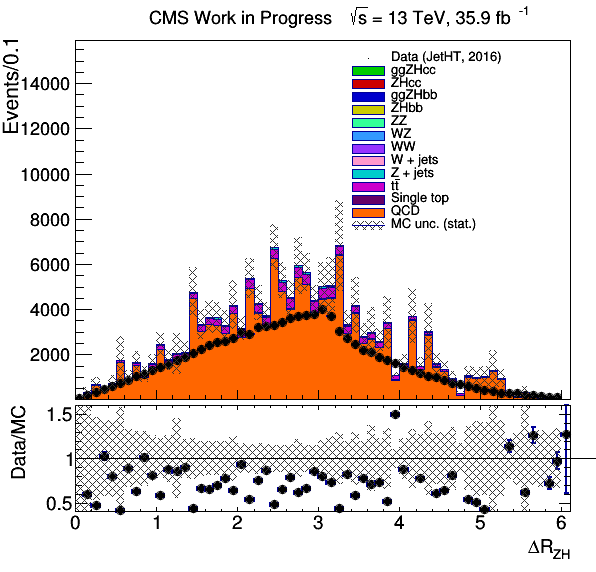 CMS Work in Progress √s = 13 TeV, 35.9 fb⁻¹
Events/0.1
14000
12000
10000
8000
6000
4000
2000
Data (JetHT, 2016)
ggZHcc
ZHcc
ggZHbb
ZHbb
ZZ
WZ
WW
W + jets
Z + jets
tt̄
Single top
QCD
MC unc. (stat.)
Data/MC
1.5
1
0.5
0 1 2 3 4 5 6
ΔR_ZH